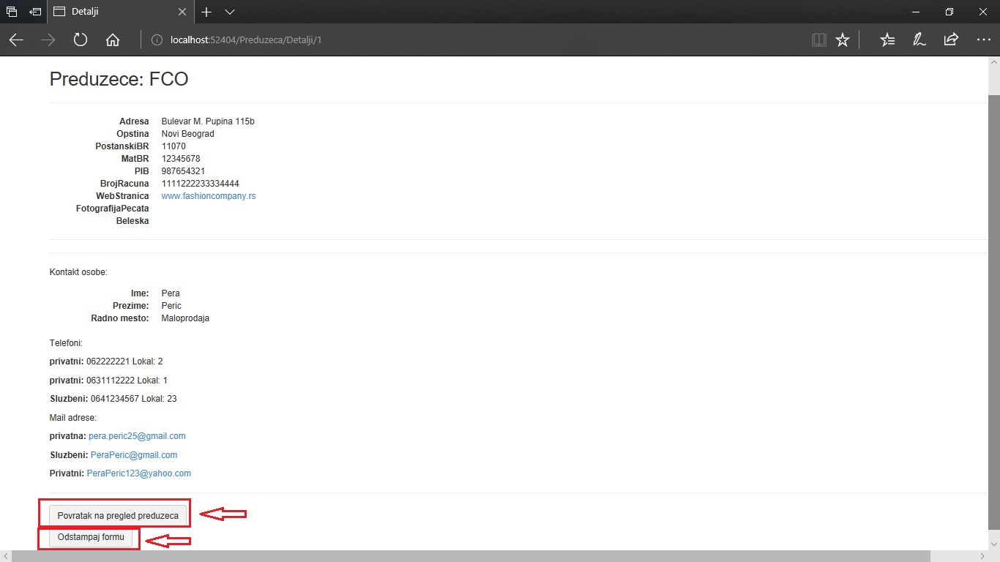 Detalji
localhost:52404/Preduzeca/Detalji/1
Preduzece: FCO
Adresa Bulevar M. Pupina 115b
Opstina Novi Beograd
PostanskiBR 11070
MatBR 12345678
PIB 987654321
BrojRacuna 1111222233334444
WebStranica www.fashioncompany.rs
FotografijaPecata
Beleska
Kontakt osobe:
Ime: Pera
Prezime: Peric
Radno mesto: Maloprodaja
Telefoni:
privatni: 062222221 Lokal: 2
privatni: 0631112222 Lokal: 1
Sluzbeni: 0641234567 Lokal: 23
Mail adrese:
privatna: pera.peric25@gmail.com
Sluzbeni: PeraPeric@gmail.com
Privatni: PeraPeric123@yahoo.com
Povratak na pregled preduzeca
Odstampaj formu